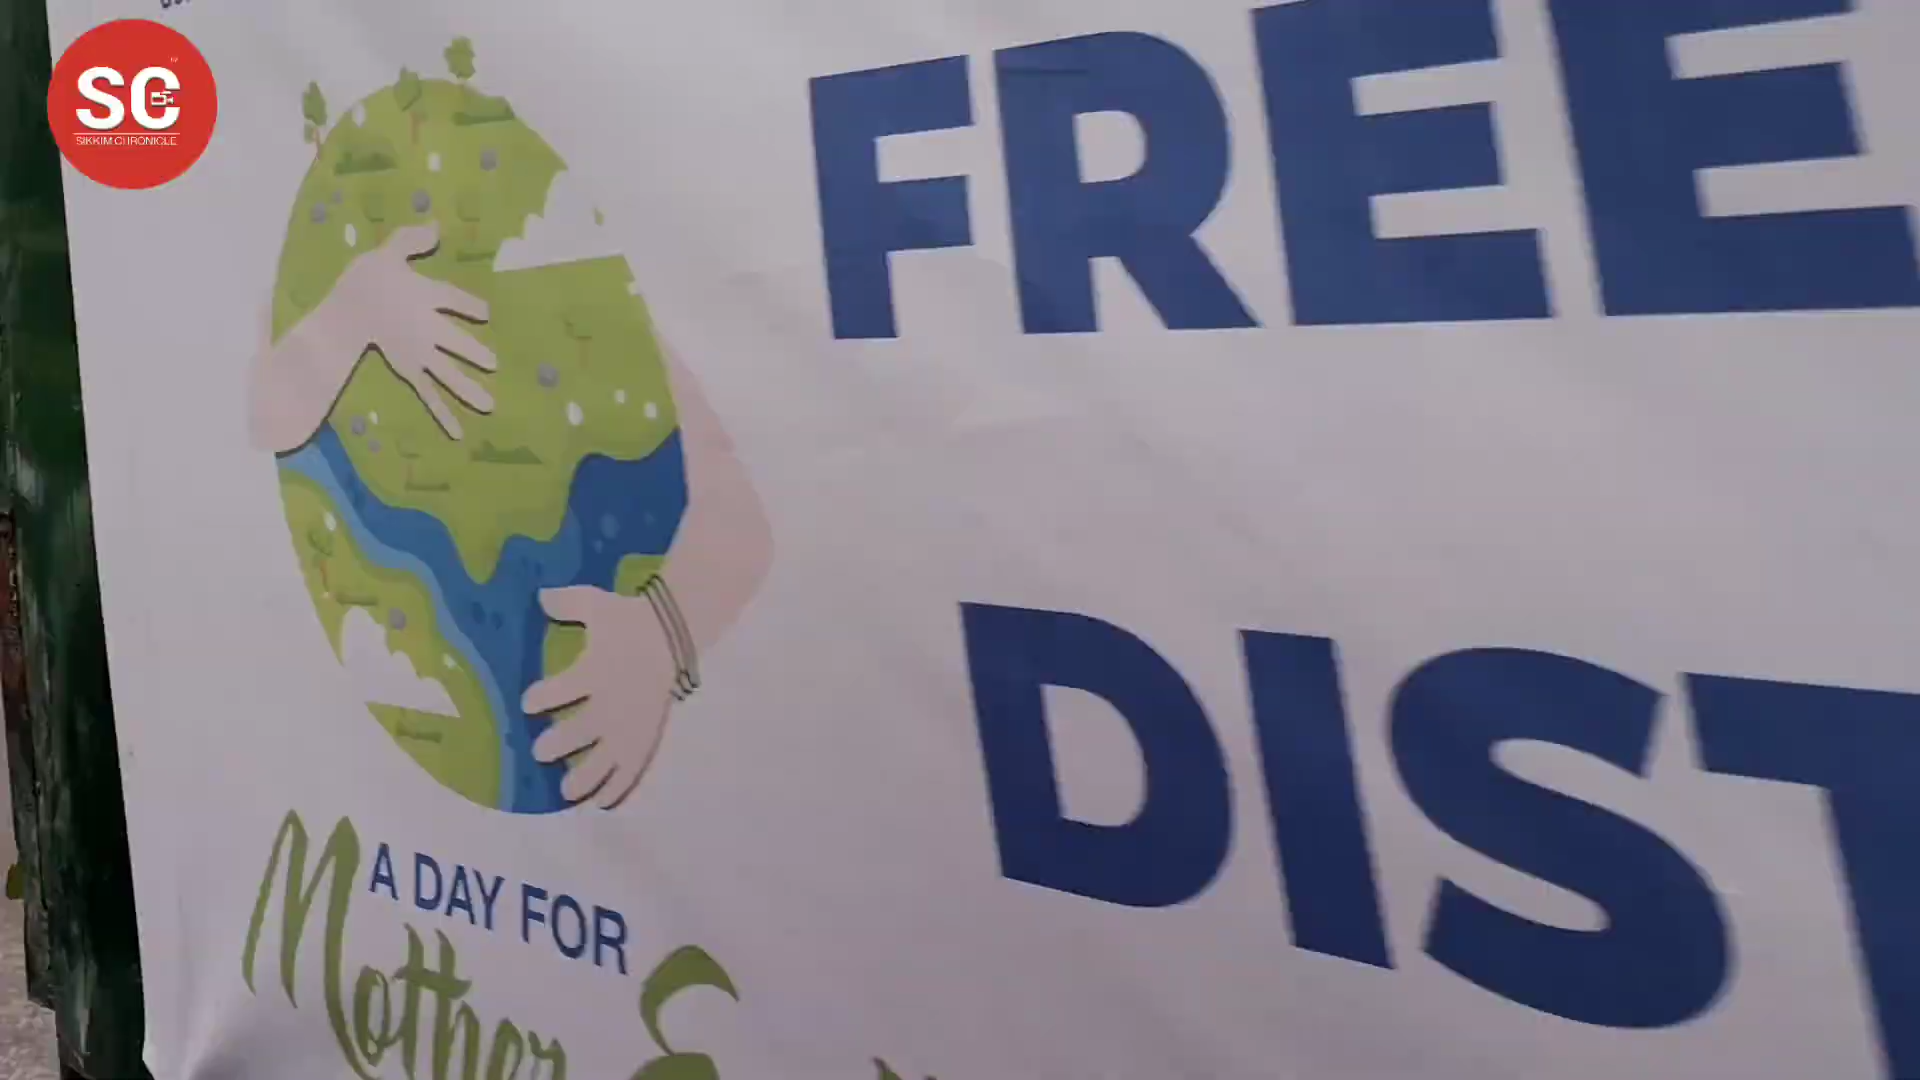 SC
SIKKIM CHRONICLE
FREE
DIST
A DAY FOR
Mother